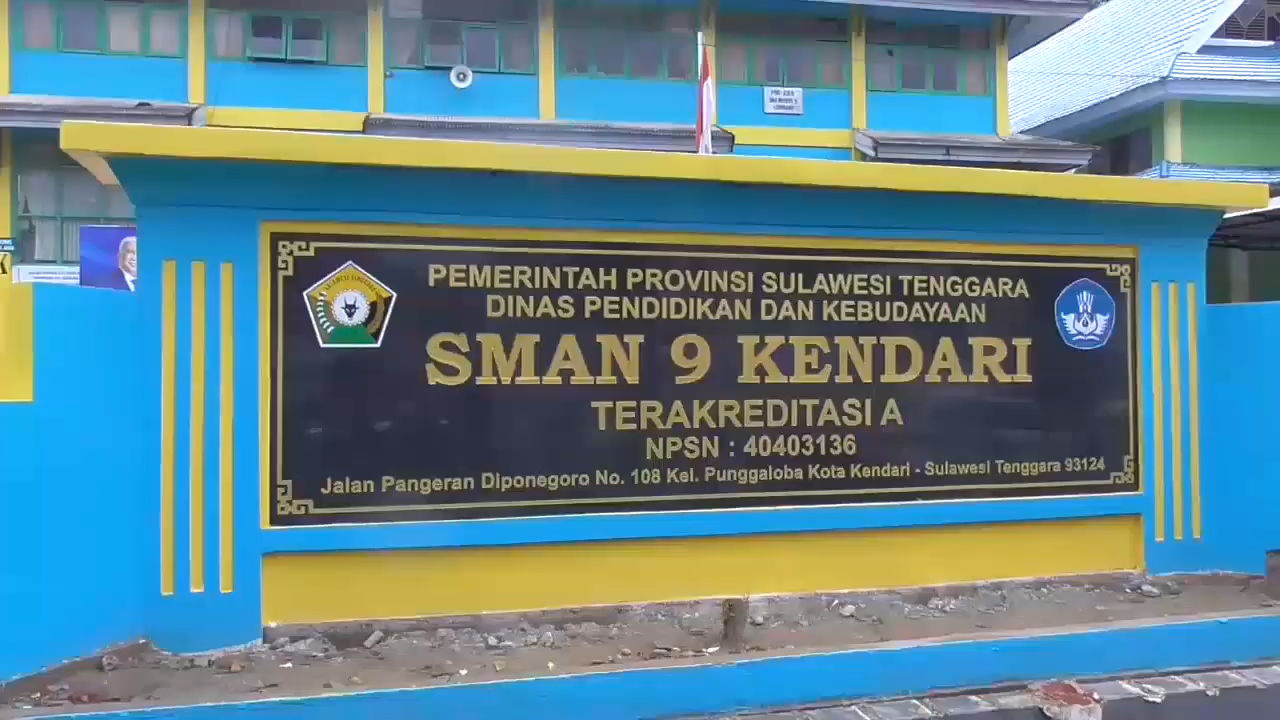 PEMERINTAH PROVINSI SULAWESI TENGGARA
DINAS PENDIDIKAN DAN KEBUDAYAAN
SMAN 9 KENDARI
TERAKREDITASI A
NPSN : 40403136
Jalan Pangeran Diponegoro No. 108 Kel. Punggaloba Kota Kendari - Sulawesi Tenggara 93124